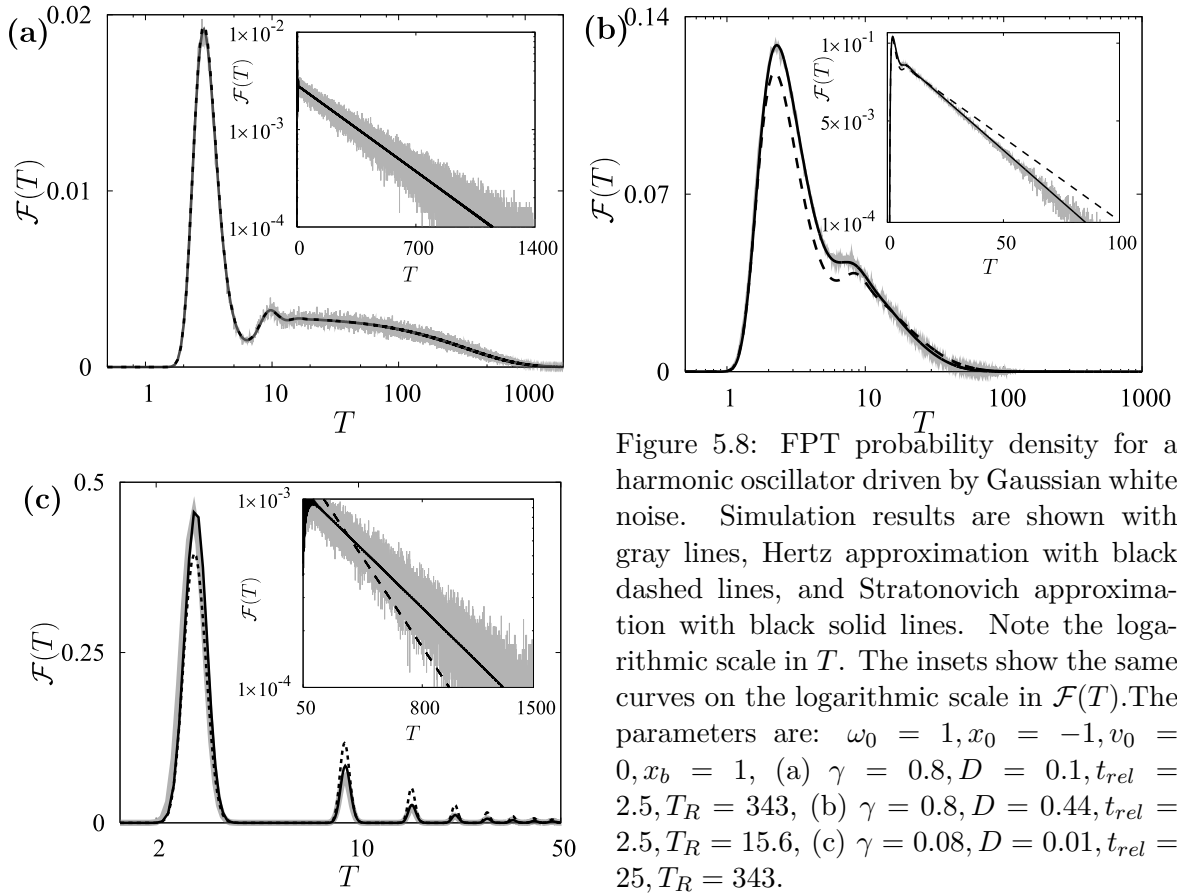 (a)
0.02
0.01
0
ℱ(T)
1
10
100
1000
T
1×10⁻²
1×10⁻³
1×10⁻⁴
ℱ(T)
0
700
1400
T
(b)
0.14
0.07
0
ℱ(T)
1
10
100
1000
T
1×10⁻¹
5×10⁻³
1×10⁻⁴
ℱ(T)
0
50
100
T
(c)
0.5
0.25
0
ℱ(T)
2
10
50
T
1×10⁻³
1×10⁻⁴
ℱ(T)
50
800
1500
T
Figure 5.8: FPT probability density for a
harmonic oscillator driven by Gaussian white
noise. Simulation results are shown with
gray lines, Hertz approximation with black
dashed lines, and Stratonovich approxima-
tion with black solid lines. Note the loga-
rithmic scale in T. The insets show the same
curves on the logarithmic scale in ℱ(T).The
parameters are: ω₀ = 1, x₀ = −1, v₀ =
0, x_b = 1, (a) γ = 0.8, D = 0.1, t_rel =
2.5, T_R = 343, (b) γ = 0.8, D = 0.44, t_rel =
2.5, T_R = 15.6, (c) γ = 0.08, D = 0.01, t_rel =
25, T_R = 343.